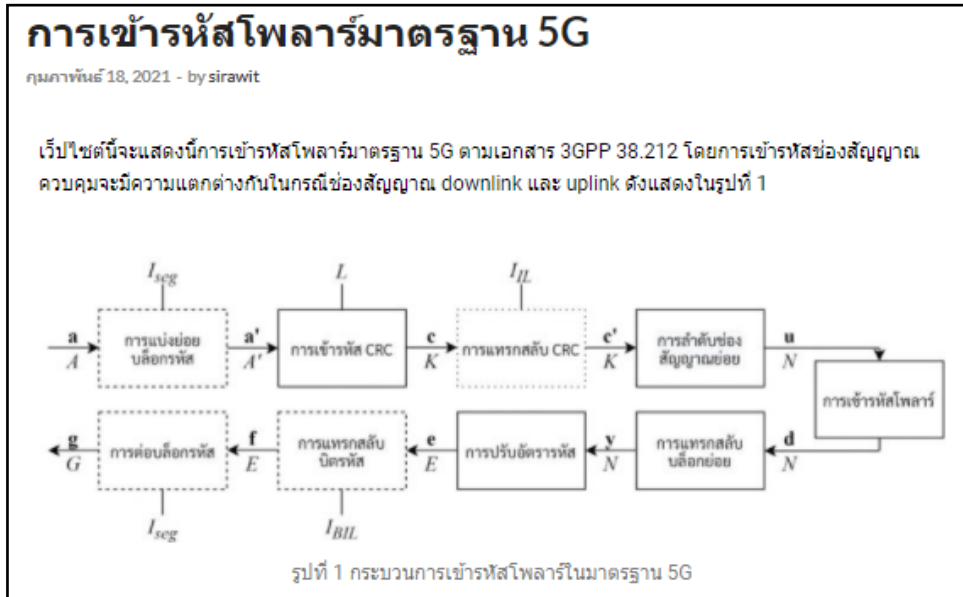 การเข้ารหัสโพลาร์มาตรฐาน 5G
กุมภาพันธ์ 18, 2021 - by sirawit
เว็ปไซต์นี้จะแสดงนี้การเข้ารหัสโพลาร์มาตรฐาน 5G ตามเอกสาร 3GPP 38.212 โดยการเข้ารหัสช่องสัญญาณ
ควบคุมจะมีความแตกต่างกันในกรณีช่องสัญญาณ downlink และ uplink ดังแสดงในรูปที่ 1
I_seg
L
I_IL
a
A
การแบ่งย่อย
บล็อกรหัส
a'
A'
การเข้ารหัส CRC
c
K
การแทรกสลับ CRC
c'
K
การลำดับช่อง
สัญญาณย่อย
u
N
การเข้ารหัสโพลาร์
g
G
การต่อบล็อกรหัส
f
E
การแทรกสลับ
บิตรหัส
e
E
การปรับอัตรารหัส
y
N
การแทรกสลับ
บล็อกย่อย
d
N
I_seg
I_BIL
รูปที่ 1 กระบวนการเข้ารหัสโพลาร์ในมาตรฐาน 5G